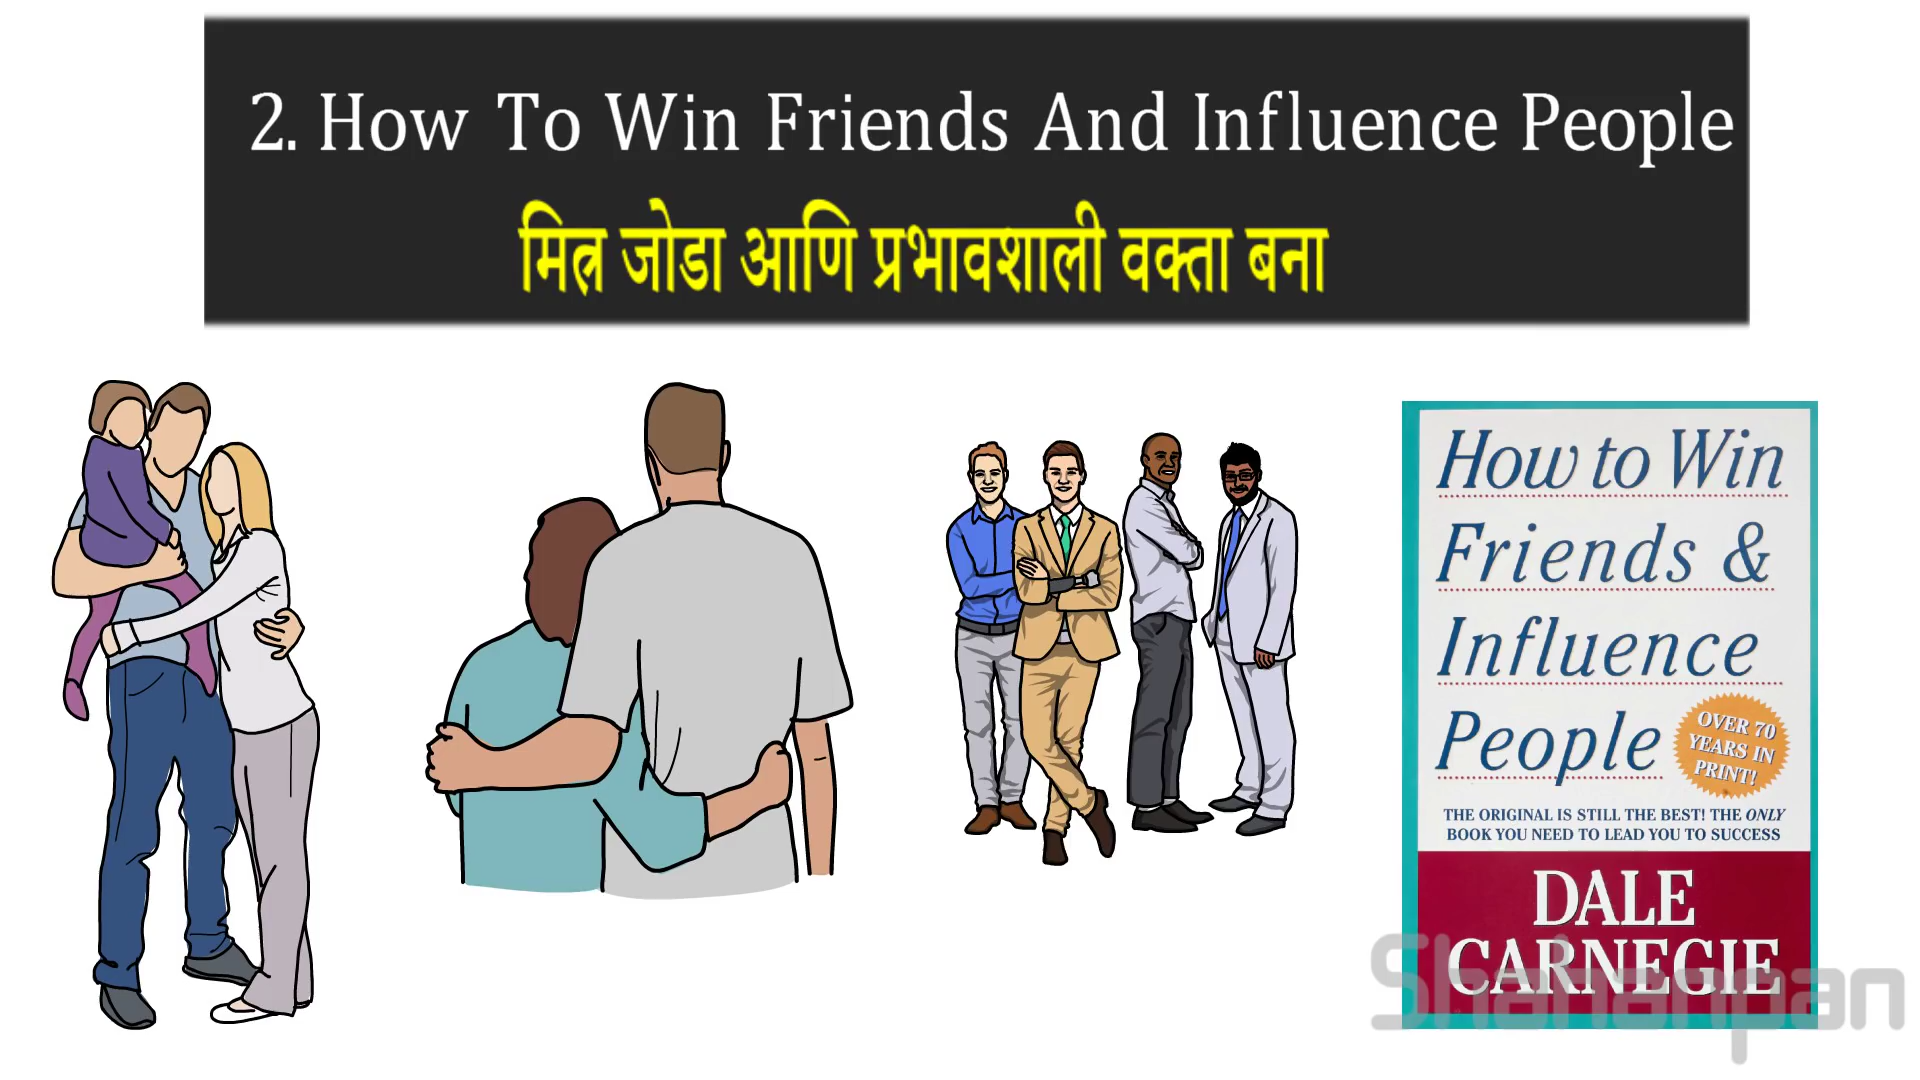 2. How To Win Friends And Influence People
मित्र जोडा आणि प्रभावशाली वक्ता बना
How to Win
Friends &
Influence
People
OVER 70
YEARS IN
PRINT!
THE ORIGINAL IS STILL THE BEST! THE ONLY
BOOK YOU NEED TO LEAD YOU TO SUCCESS
DALE
CARNEGIE
Shahanpan